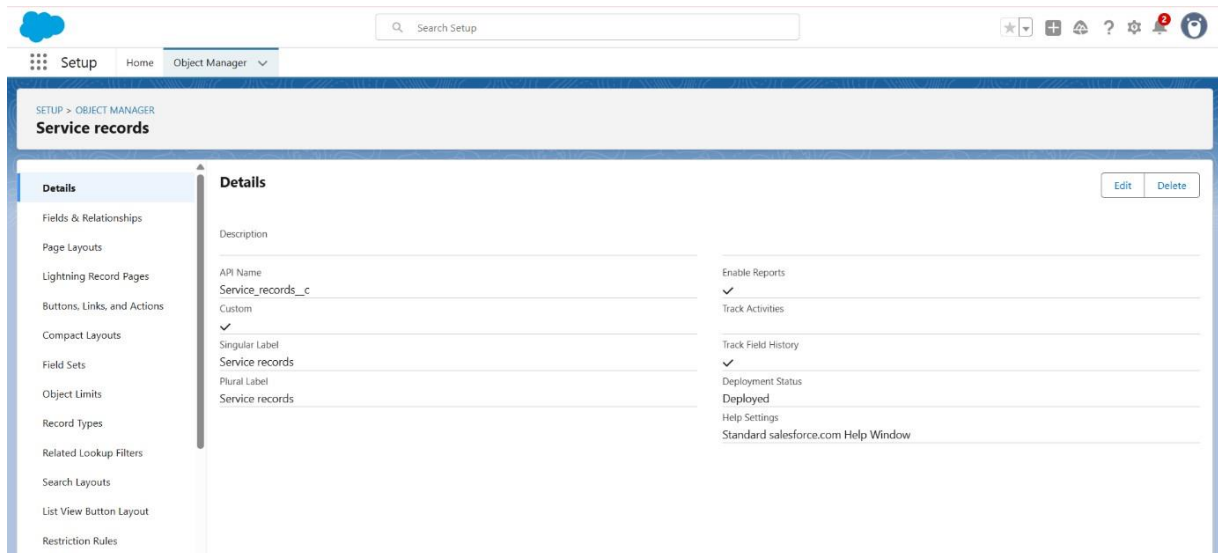 Search Setup
2
Setup
Home
Object Manager
SETUP > OBJECT MANAGER
Service records
Details
Fields & Relationships
Page Layouts
Lightning Record Pages
Buttons, Links, and Actions
Compact Layouts
Field Sets
Object Limits
Record Types
Related Lookup Filters
Search Layouts
List View Button Layout
Restriction Rules
Details
Edit
Delete
Description
API Name
Service_records__c
Custom
Singular Label
Service records
Plural Label
Service records
Enable Reports
Track Activities
Track Field History
Deployment Status
Deployed
Help Settings
Standard salesforce.com Help Window